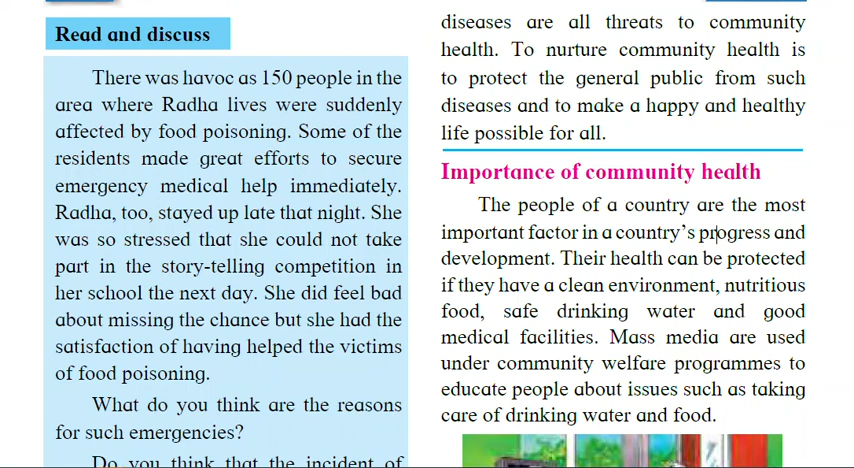 Read and discuss
There was havoc as 150 people in the
area where Radha lives were suddenly
affected by food poisoning. Some of the
residents made great efforts to secure
emergency medical help immediately.
Radha, too, stayed up late that night. She
was so stressed that she could not take
part in the story-telling competition in
her school the next day. She did feel bad
about missing the chance but she had the
satisfaction of having helped the victims
of food poisoning.
What do you think are the reasons
for such emergencies?
Do you think that the incident of
diseases are all threats to community
health. To nurture community health is
to protect the general public from such
diseases and to make a happy and healthy
life possible for all.
Importance of community health
The people of a country are the most
important factor in a country’s progress and
development. Their health can be protected
if they have a clean environment, nutritious
food, safe drinking water and good
medical facilities. Mass media are used
under community welfare programmes to
educate people about issues such as taking
care of drinking water and food.